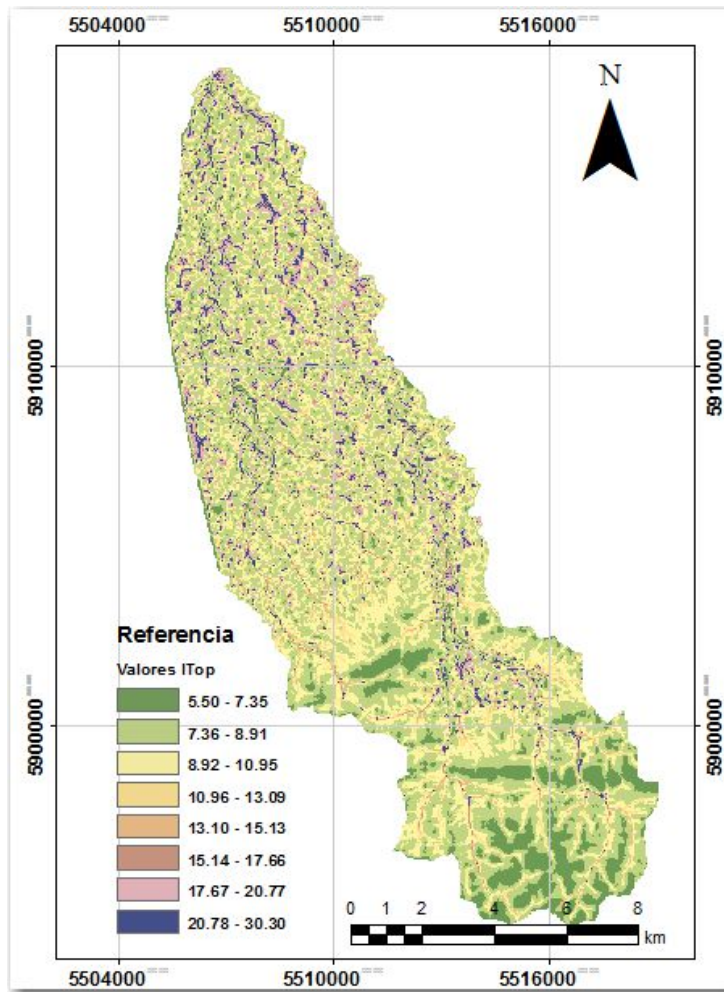 5504000 5510000 5516000
N
5910000 5910000
Referencia
Valores ITop
5.50 - 7.35
7.36 - 8.91
8.92 - 10.95
10.96 - 13.09
13.10 - 15.13
15.14 - 17.66
17.67 - 20.77
20.78 - 30.30
5900000 5900000
0 1 2 4 6 8
km
5504000 5510000 5516000